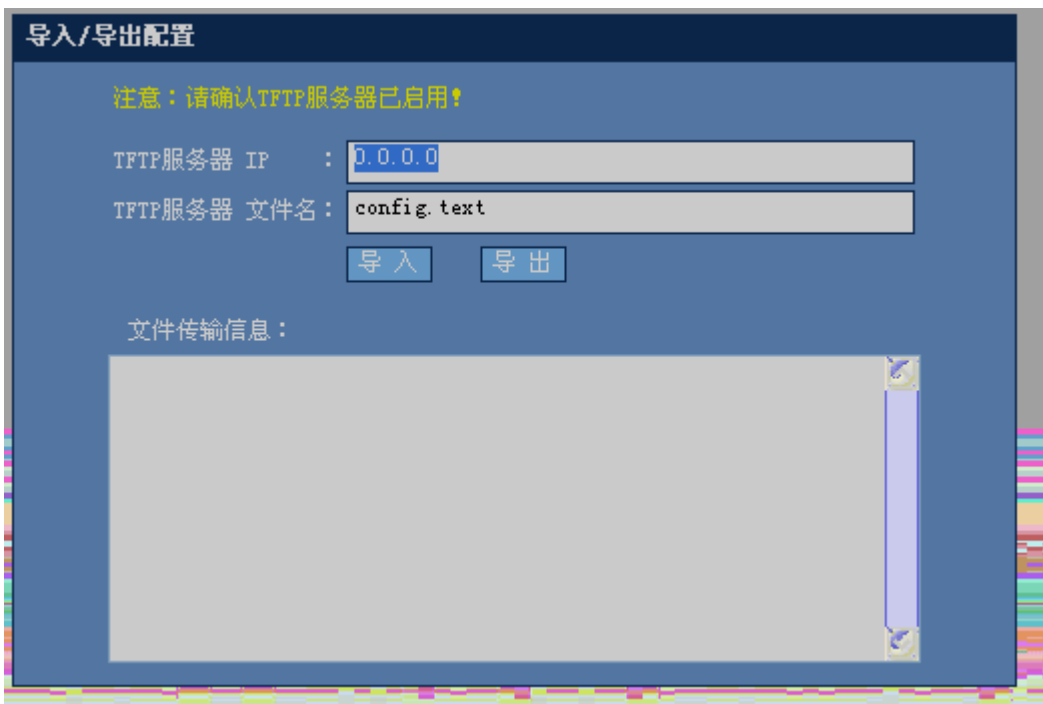 导入/导出配置
注意：请确认TFTP服务器已启用！
TFTP服务器 IP ：0.0.0.0
TFTP服务器 文件名：config.text
导 入 导 出
文件传输信息：